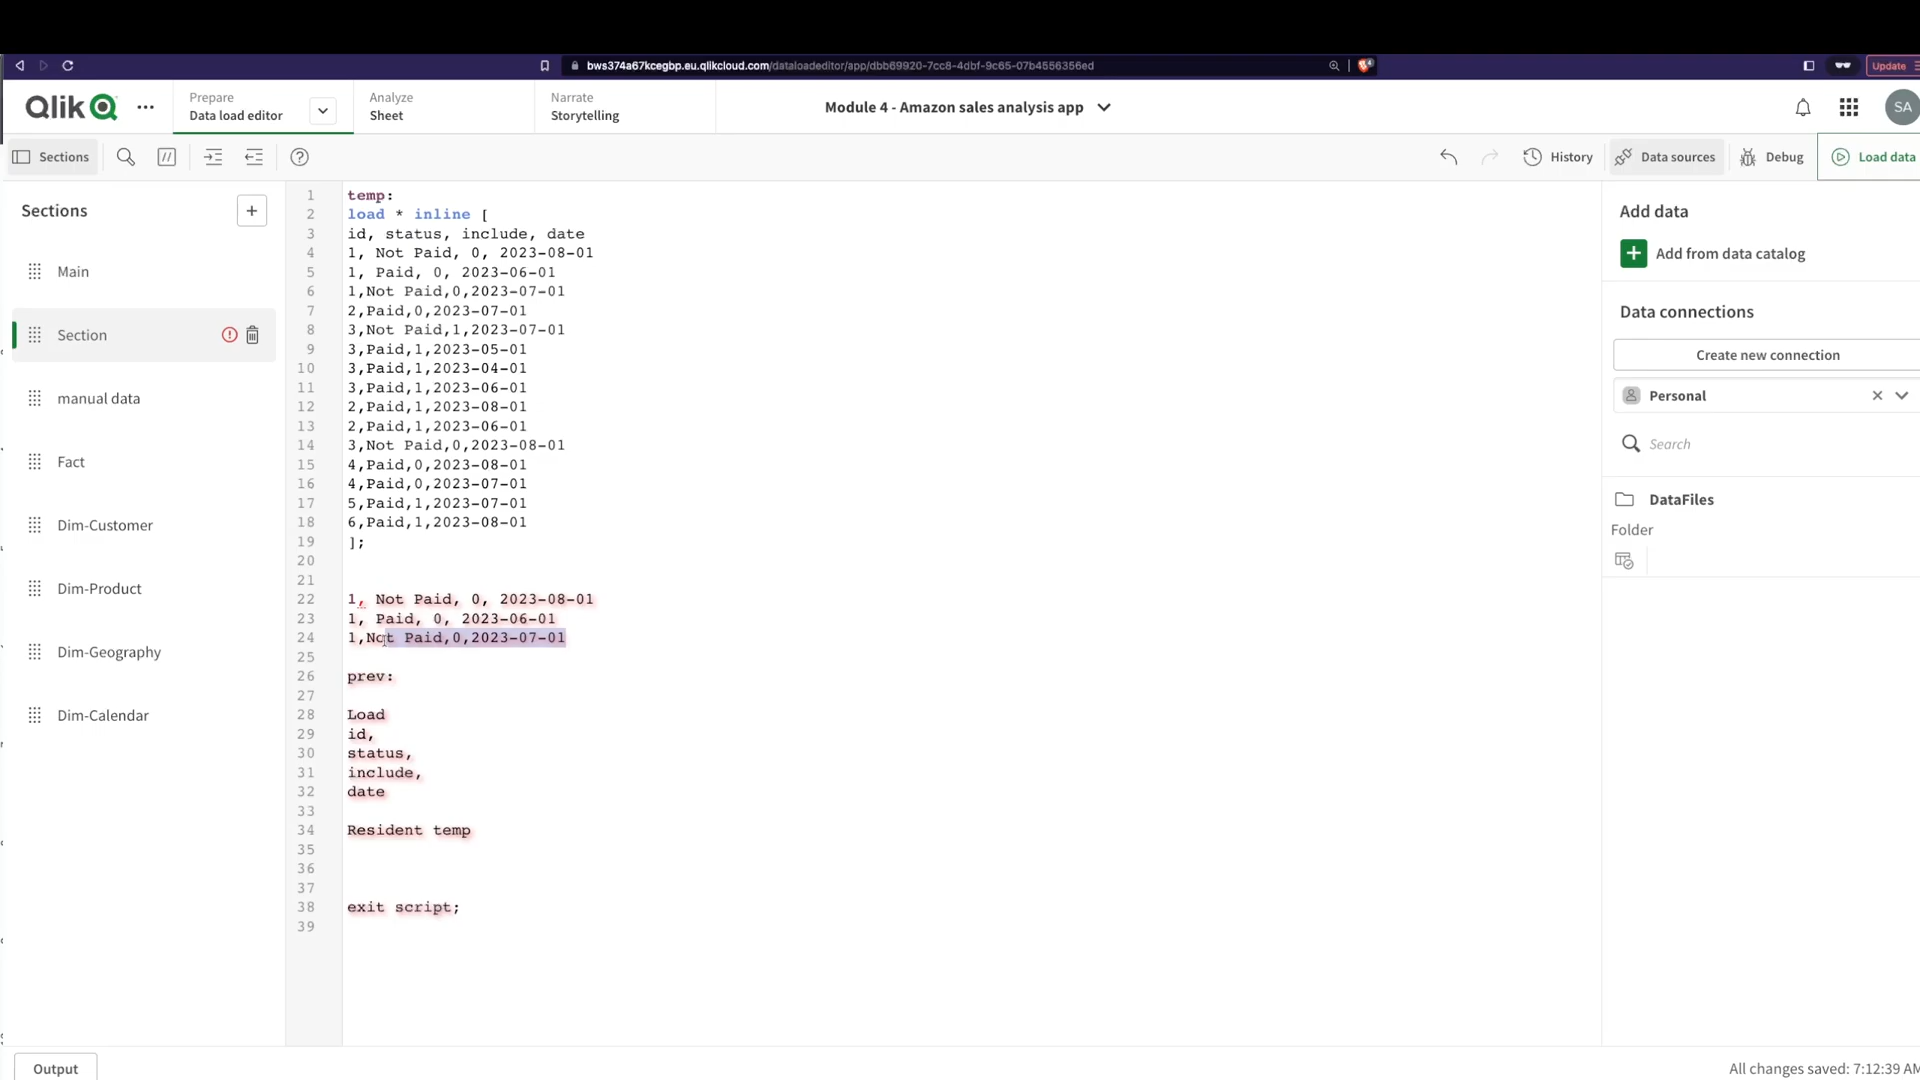 bws374a67kcegbp.eu.qlikcloud.com/dataloadeditor/app/dbb69920-7cc8-4dbf-9c65-07b4556356ed
Update
Qlik
Prepare
Data load editor
Analyze
Sheet
Narrate
Storytelling
Module 4 - Amazon sales analysis app
SA
Sections
History
Data sources
Debug
Load data
Sections
Main
Section
manual data
Fact
Dim-Customer
Dim-Product
Dim-Geography
Dim-Calendar
1 temp:
2 load * inline [
3 id, status, include, date
4 1, Not Paid, 0, 2023-08-01
5 1, Paid, 0, 2023-06-01
6 1,Not Paid,0,2023-07-01
7 2,Paid,0,2023-07-01
8 3,Not Paid,1,2023-07-01
9 3,Paid,1,2023-05-01
10 3,Paid,1,2023-04-01
11 3,Paid,1,2023-06-01
12 2,Paid,1,2023-08-01
13 2,Paid,1,2023-06-01
14 3,Not Paid,0,2023-08-01
15 4,Paid,0,2023-08-01
16 4,Paid,0,2023-07-01
17 5,Paid,1,2023-07-01
18 6,Paid,1,2023-08-01
19 ];
20
21
22 1, Not Paid, 0, 2023-08-01
23 1, Paid, 0, 2023-06-01
24 1,Not Paid,0,2023-07-01
25
26 prev:
27
28 Load
29 id,
30 status,
31 include,
32 date
33
34 Resident temp
35
36
37
38 exit script;
39
Add data
Add from data catalog
Data connections
Create new connection
Personal
Search
DataFiles
Folder
Output
All changes saved: 7:12:39 AM